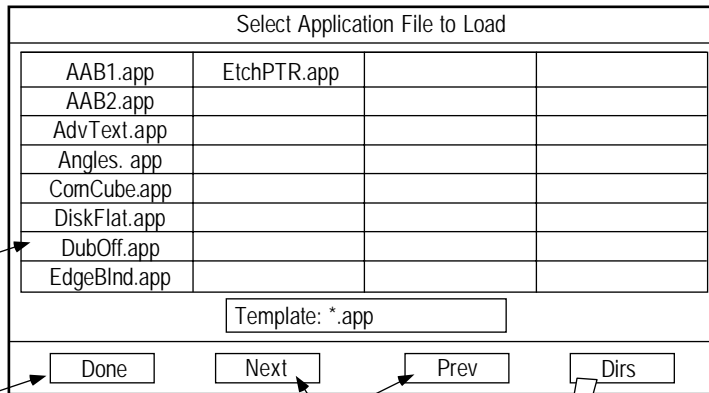 Select Application File to Load
AAB1.app EtchPTR.app
AAB2.app
AdvText.app
Angles. app
CornCube.app
DiskFlat.app
DubOff.app
EdgeBlnd.app
Template: *.app
Done Next Prev Dirs